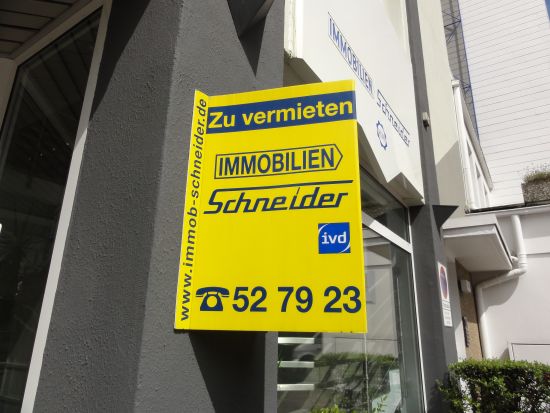 Zu vermieten
IMMOBILIEN
Schneider
ivd
☎ 52 79 23
www.immob-schneider.de
IMMOBILIEN
Schneider